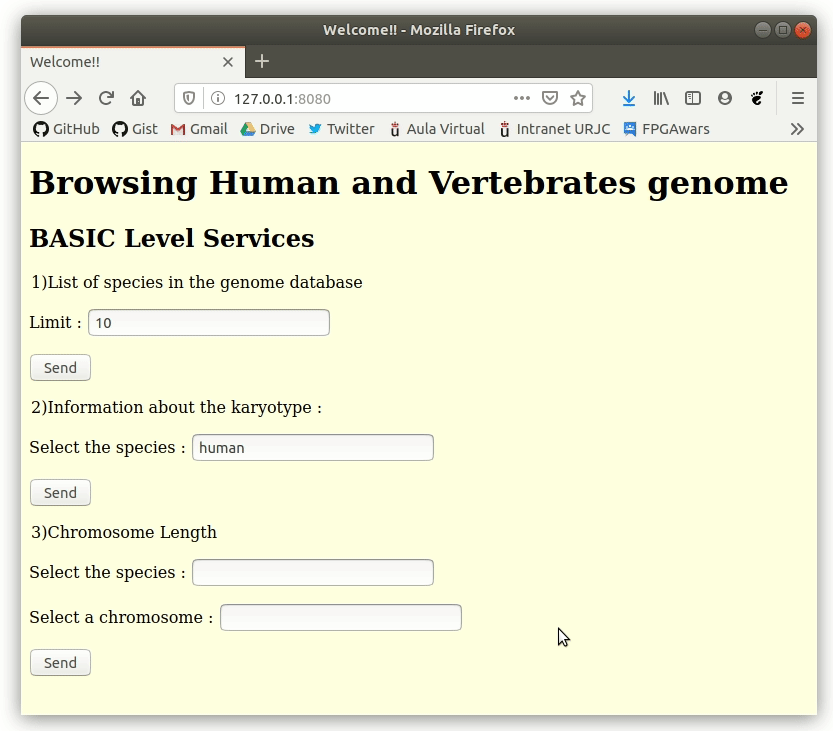 Welcome!! - Mozilla Firefox
Welcome!!
127.0.0.1:8080
GitHub Gist Gmail Drive Twitter Aula Virtual Intranet URJC FPGAwars
Browsing Human and Vertebrates genome
BASIC Level Services
1)List of species in the genome database
Limit : 10
Send
2)Information about the karyotype :
Select the species : human
Send
3)Chromosome Length
Select the species :
Select a chromosome :
Send